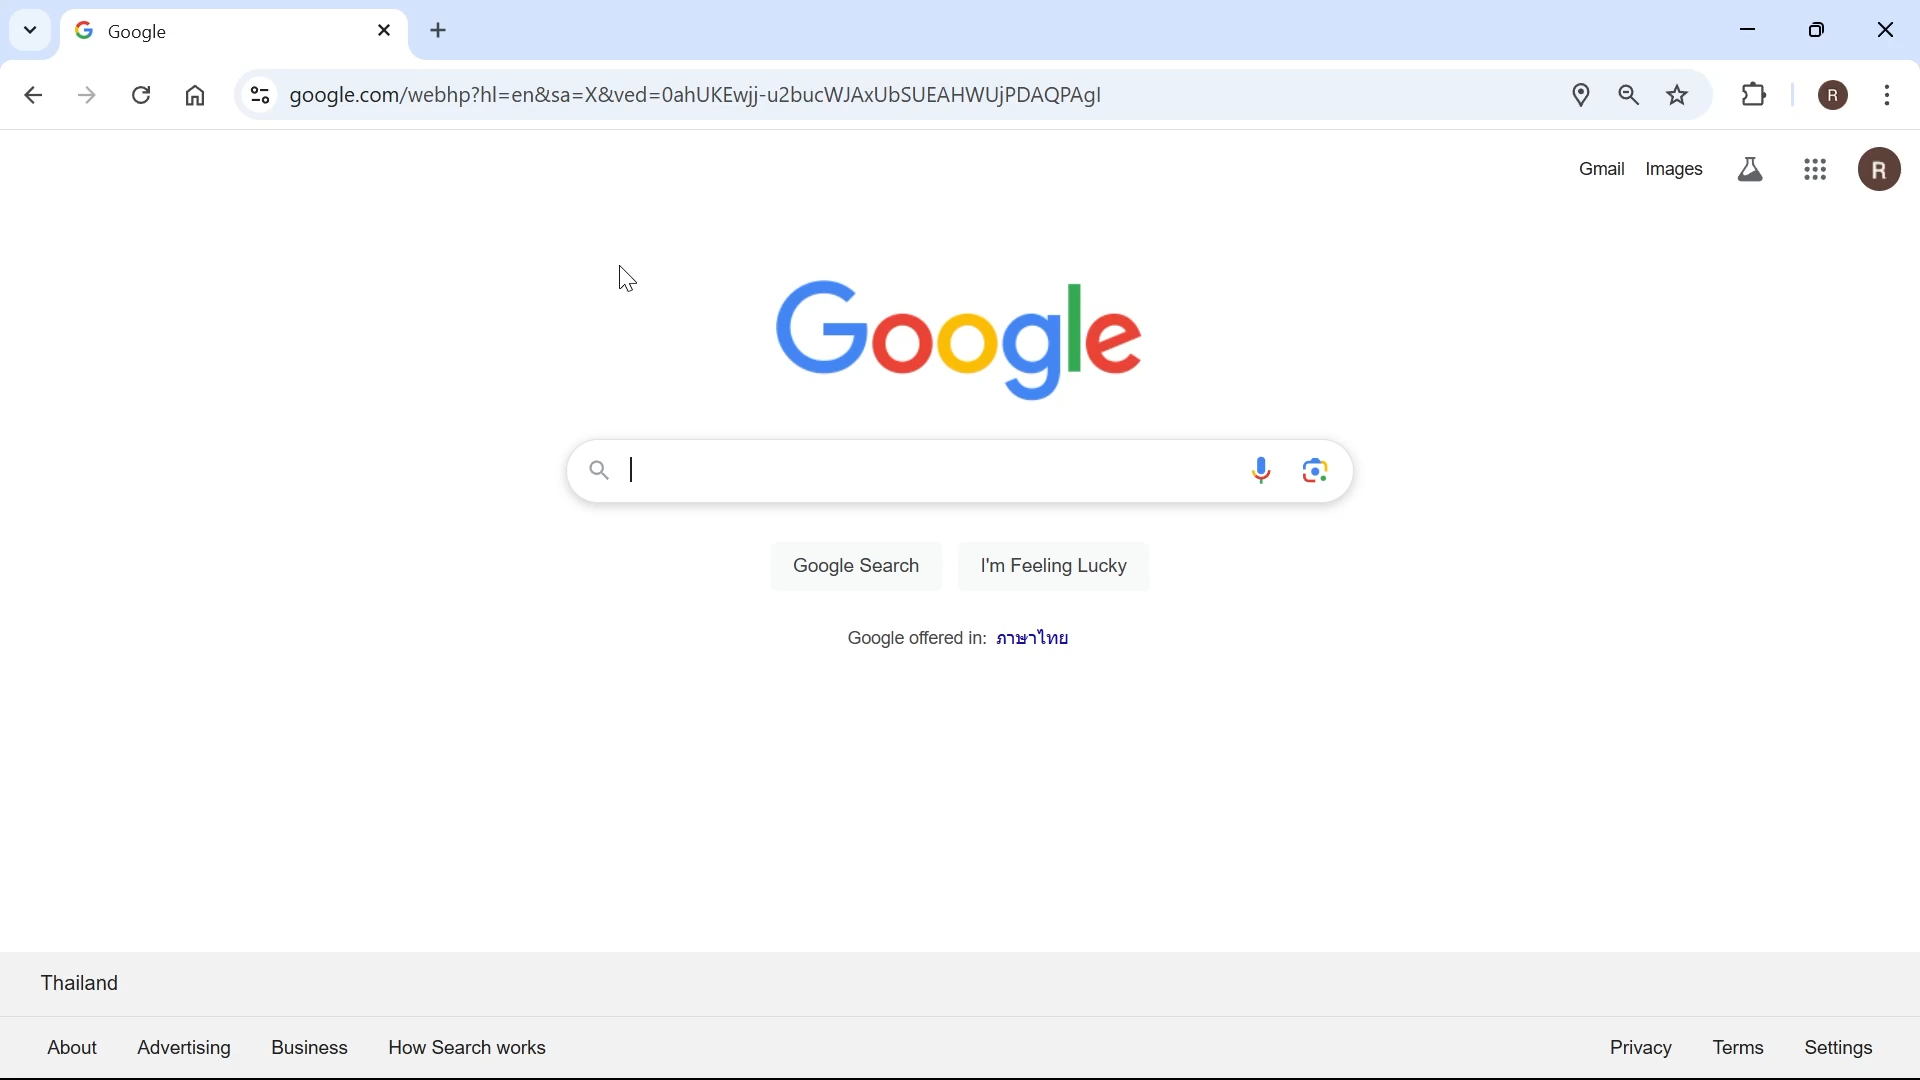 Google
google.com/webhp?hl=en&sa=X&ved=0ahUKEwjj-u2bucWJAxUbSUEAHWUjPDAQPAgI
R
Gmail Images
R
Google
Google Search I'm Feeling Lucky
Google offered in: ภาษาไทย
Thailand
About Advertising Business How Search works Privacy Terms Settings